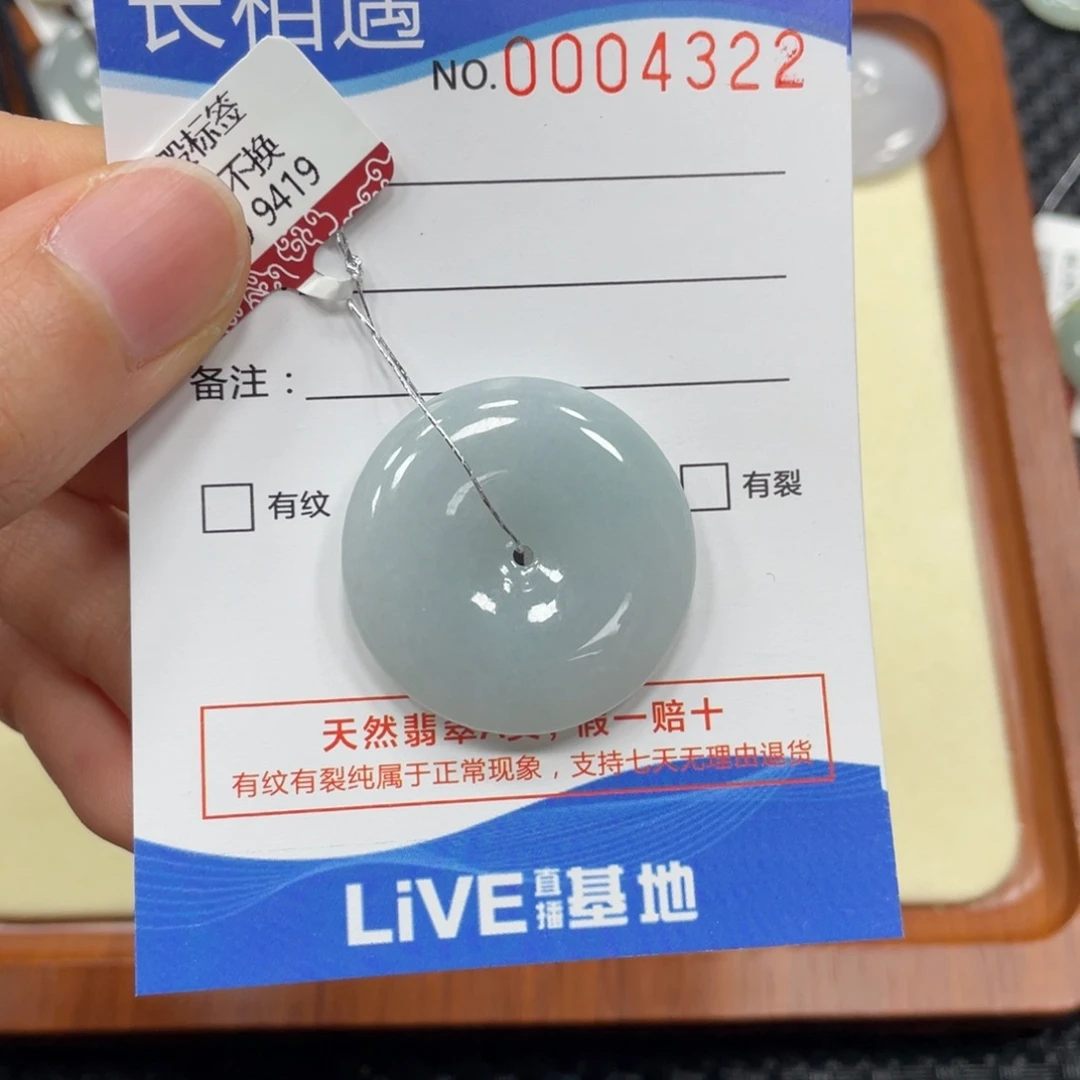 长相遇
NO.0004322
毁标签
不换
9419
备注：
有纹
有裂
天然翡翠A货，假一赔十
有纹有裂纯属于正常现象，支持七天无理由退货
LiVE直播基地